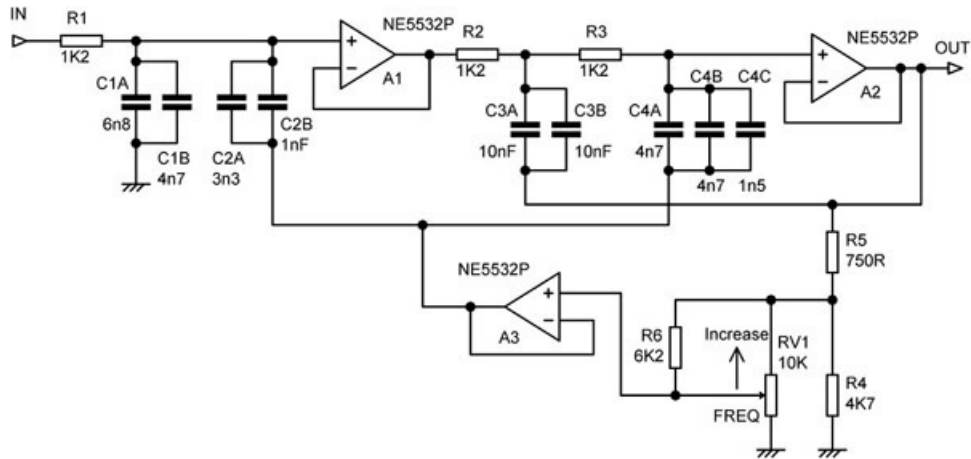 IN
R1
1K2
NE5532P
A1
R2
1K2
R3
1K2
NE5532P
A2
OUT
C1A
6n8
C1B
4n7
C2A
3n3
C2B
1nF
C3A
10nF
C3B
10nF
C4A
4n7
C4B
4n7
C4C
1n5
R5
750R
NE5532P
A3
R6
6K2
Increase
RV1
10K
FREQ
R4
4K7